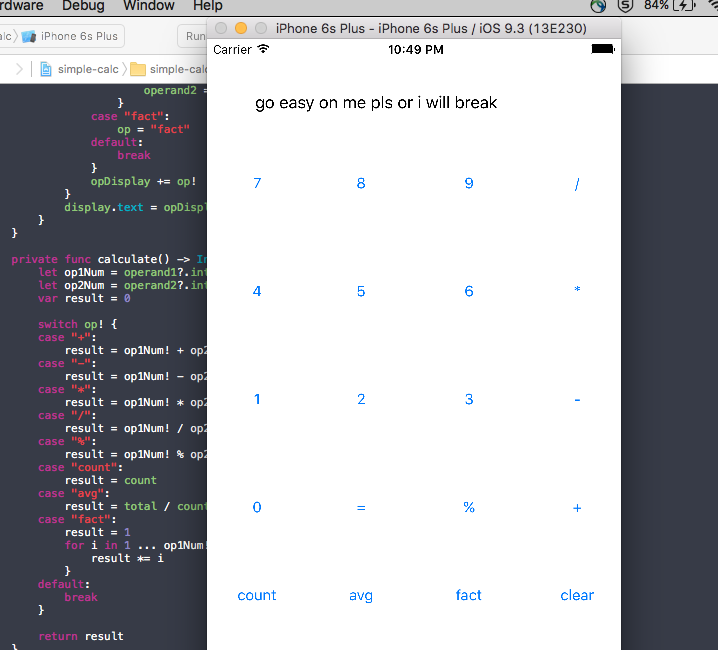 rdware Debug Window Help 84%
alc iPhone 6s Plus Run
iPhone 6s Plus - iPhone 6s Plus / iOS 9.3 (13E230)
simple-calc simple-calc
Carrier 10:49 PM
go easy on me pls or i will break
7 8 9 /
4 5 6 *
1 2 3 -
0 = % +
count avg fact clear
operand2 =
}
case "fact":
op = "fact"
default:
break
}
opDisplay += op!
}
display.text = opDispl
}
}
private func calculate() -> In
let op1Num = operand1?.int
let op2Num = operand2?.int
var result = 0
switch op! {
case "+":
result = op1Num! + op2
case "-":
result = op1Num! - op2
case "*":
result = op1Num! * op2
case "/":
result = op1Num! / op2
case "%":
result = op1Num! % op2
case "count":
result = count
case "avg":
result = total / count
case "fact":
result = 1
for i in 1 ... op1Num!
result *= i
}
default:
break
}
return result
}